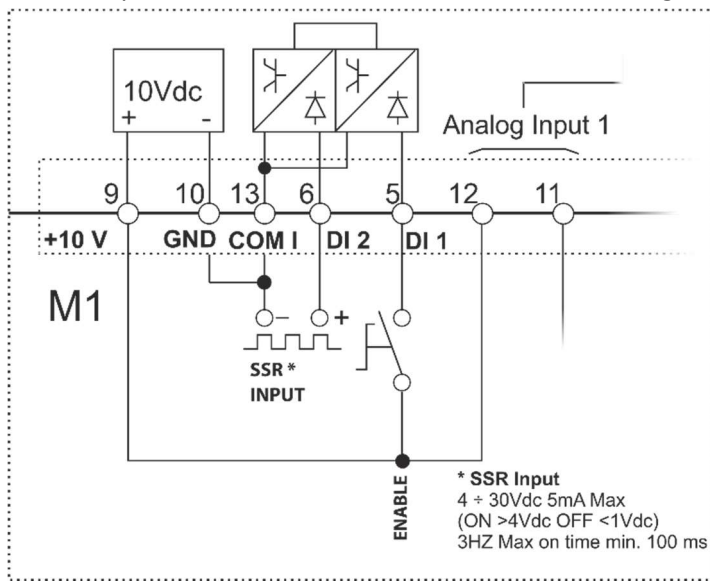 10Vdc
+ -
Analog Input 1
9 10 13 6 5 12 11
+10 V GND COM I DI 2 DI 1
M1
- +
SSR *
INPUT
ENABLE
* SSR Input
4 ÷ 30Vdc 5mA Max
(ON >4Vdc OFF <1Vdc)
3HZ Max on time min. 100 ms